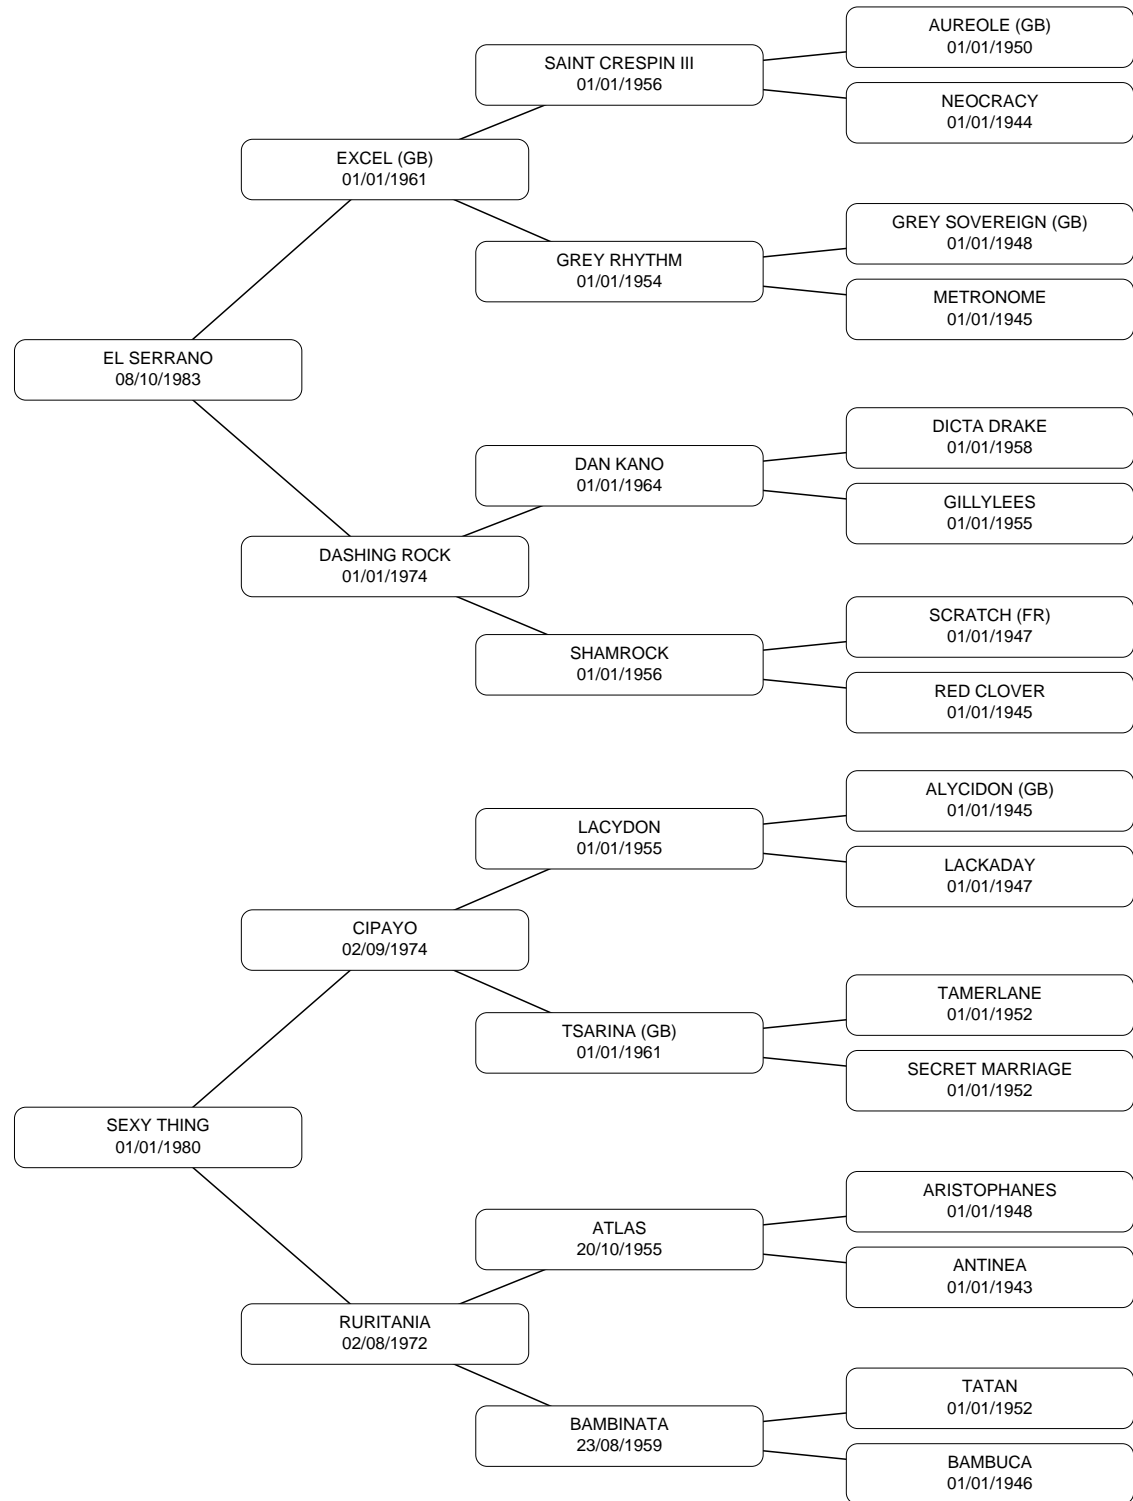 AUREOLE (GB)
01/01/1950
SAINT CRESPIN III
01/01/1956
NEOCRACY
01/01/1944
EXCEL (GB)
01/01/1961
GREY SOVEREIGN (GB)
01/01/1948
GREY RHYTHM
01/01/1954
METRONOME
01/01/1945
EL SERRANO
08/10/1983
DICTA DRAKE
01/01/1958
DAN KANO
01/01/1964
GILLYLEES
01/01/1955
DASHING ROCK
01/01/1974
SCRATCH (FR)
01/01/1947
SHAMROCK
01/01/1956
RED CLOVER
01/01/1945
ALYCIDON (GB)
01/01/1945
LACYDON
01/01/1955
LACKADAY
01/01/1947
CIPAYO
02/09/1974
TAMERLANE
01/01/1952
TSARINA (GB)
01/01/1961
SECRET MARRIAGE
01/01/1952
SEXY THING
01/01/1980
ARISTOPHANES
01/01/1948
ATLAS
20/10/1955
ANTINEA
01/01/1943
RURITANIA
02/08/1972
TATAN
01/01/1952
BAMBINATA
23/08/1959
BAMBUCA
01/01/1946